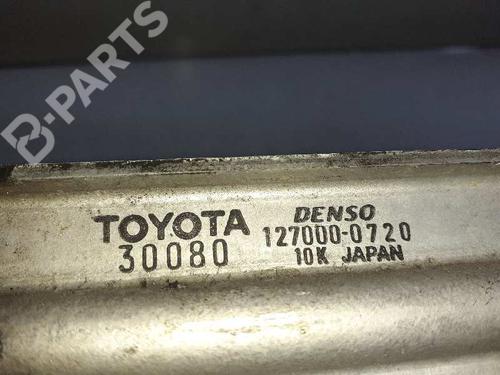 B-PARTS
TOYOTA
30080
DENSO
127000-0720
10K JAPAN